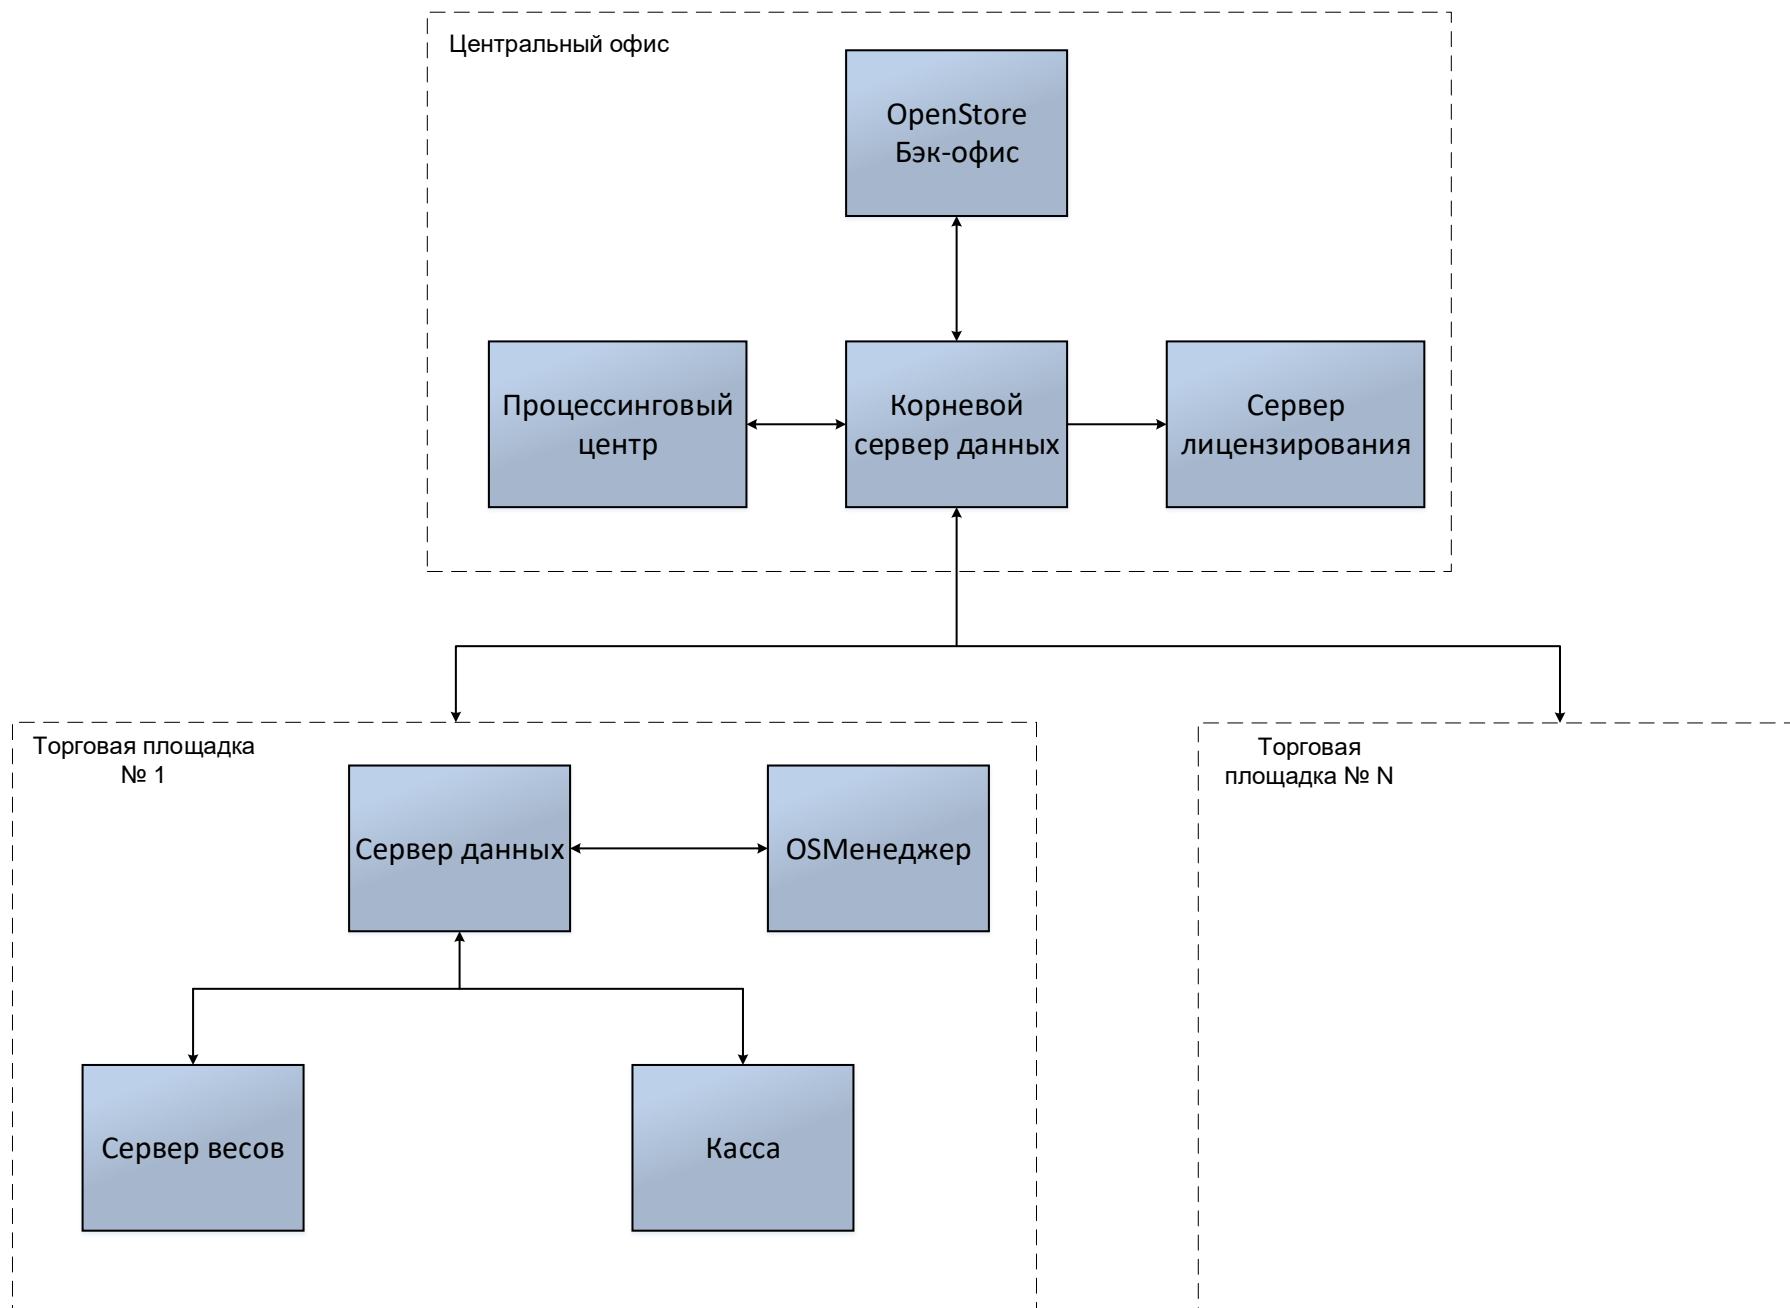 Центральный офис
OpenStore
Бэк-офис
Процессинговый
центр
Корневой
сервер данных
Сервер
лицензирования
Торговая площадка
№ 1
Сервер данных
OSМенеджер
Сервер весов
Касса
Торговая
площадка № N